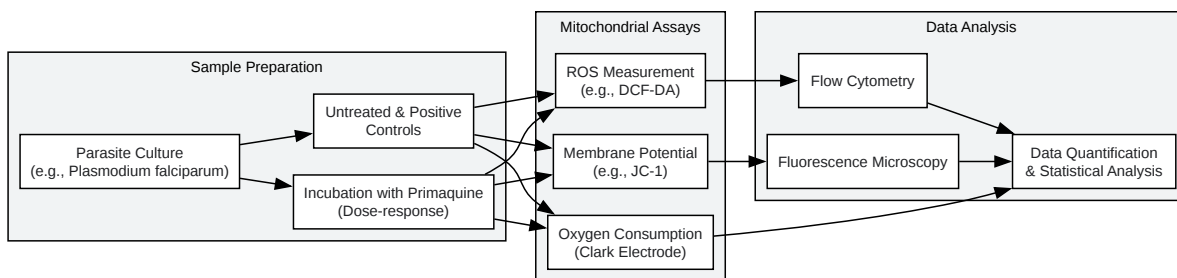 Sample Preparation
Parasite Culture
(e.g., Plasmodium falciparum)
Untreated & Positive
Controls
Incubation with Primaquine
(Dose-response)
Mitochondrial Assays
ROS Measurement
(e.g., DCF-DA)
Membrane Potential
(e.g., JC-1)
Oxygen Consumption
(Clark Electrode)
Data Analysis
Flow Cytometry
Fluorescence Microscopy
Data Quantification
& Statistical Analysis